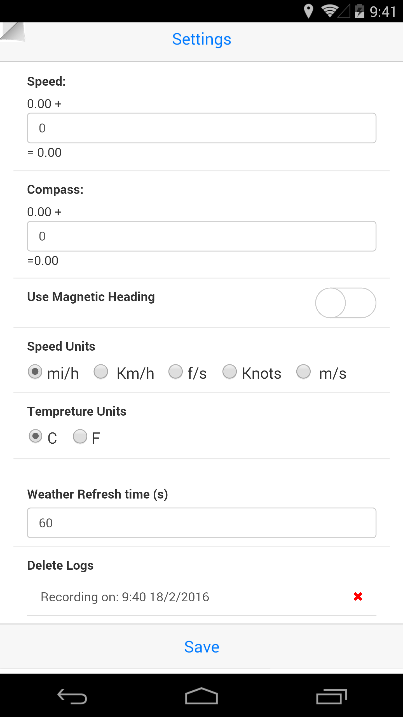 9:41
Settings
Speed:
0.00 +
0
= 0.00
Compass:
0.00 +
0
=0.00
Use Magnetic Heading
Speed Units
mi/h Km/h f/s Knots m/s
Tempreture Units
C F
Weather Refresh time (s)
60
Delete Logs
Recording on: 9:40 18/2/2016
Save